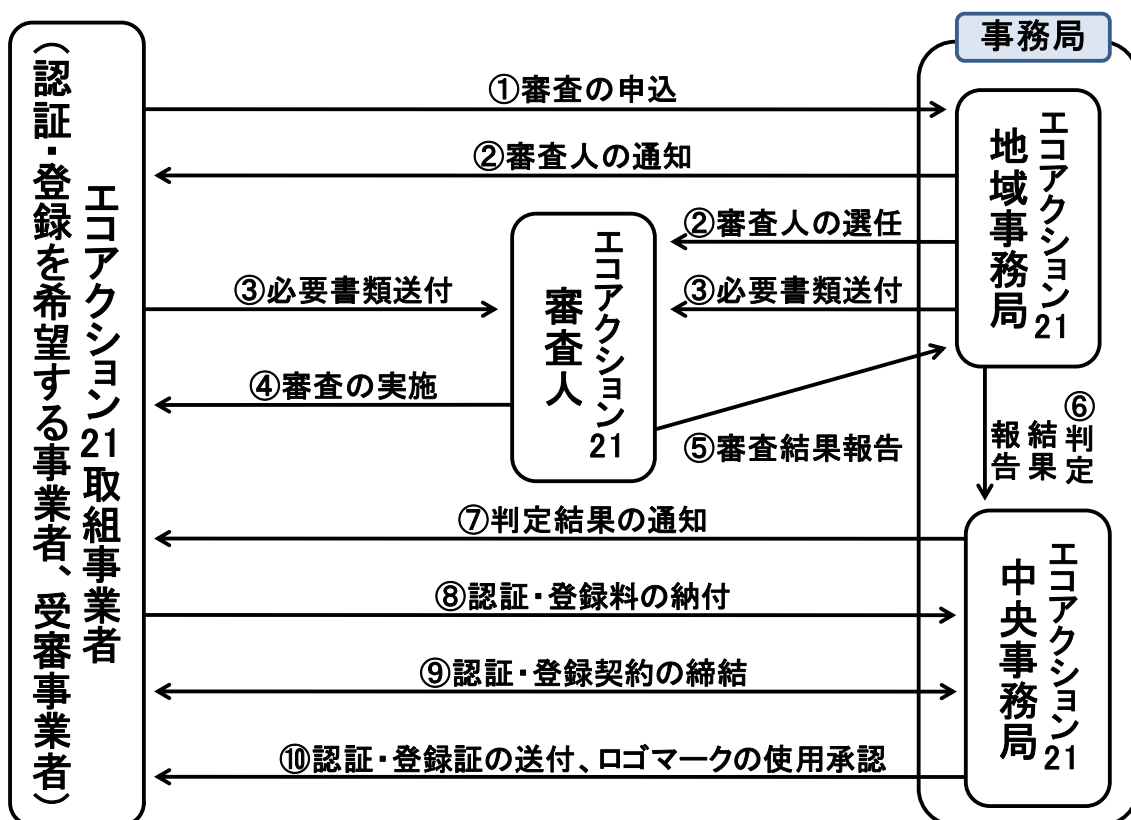 事務局
エコアクション21取組事業者
（認証・登録を希望する事業者、受審事業者）
①審査の申込
エコアクション21
地域事務局
②審査人の通知
②審査人の選任
エコアクション21
審査人
③必要書類送付
③必要書類送付
④審査の実施
⑤審査結果報告
⑥判定
結果
報告
⑦判定結果の通知
エコアクション21
中央事務局
⑧認証・登録料の納付
⑨認証・登録契約の締結
⑩認証・登録証の送付、ロゴマークの使用承認